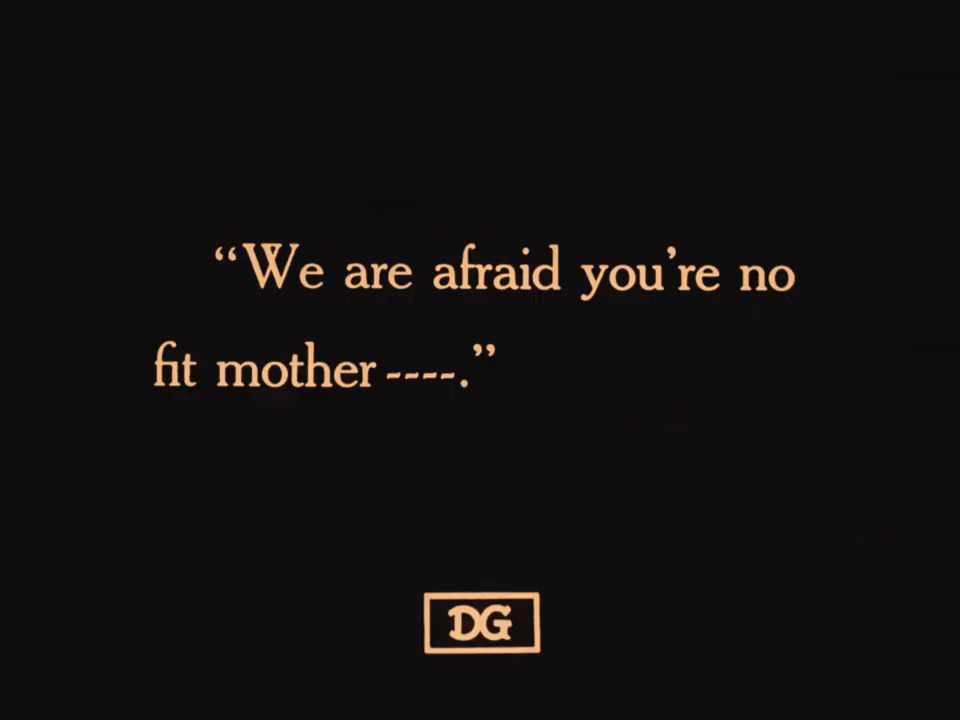 “We are afraid you’re no
fit mother ----.”
DG